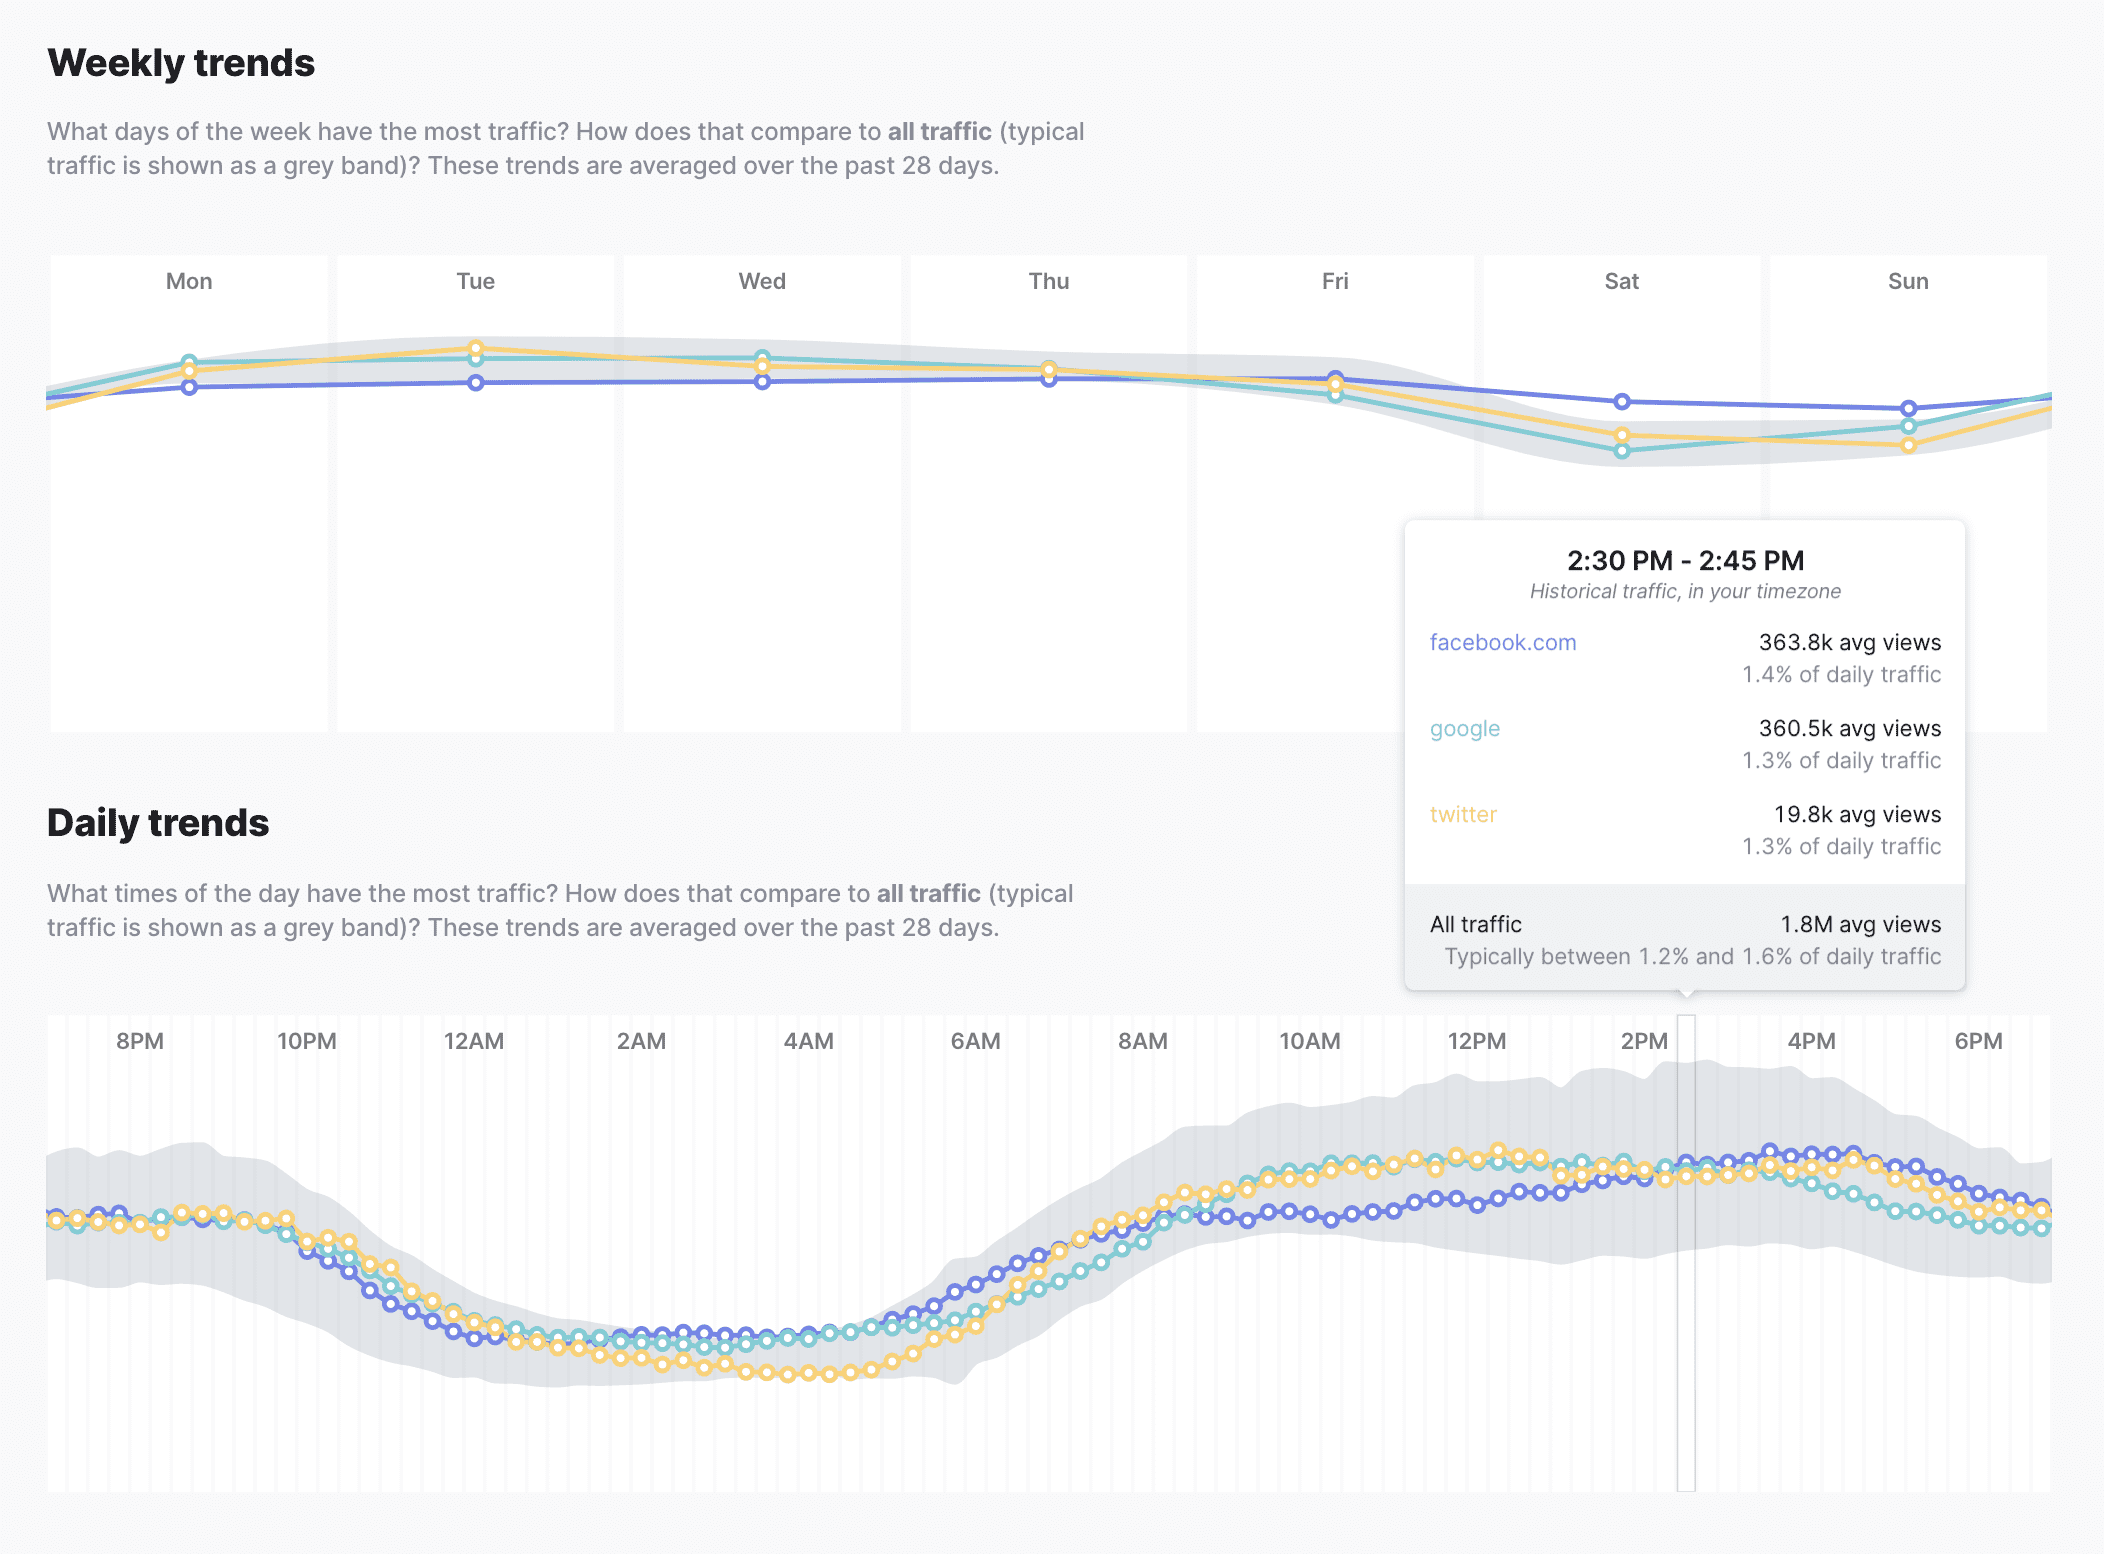 Weekly trends
What days of the week have the most traffic? How does that compare to all traffic (typical
traffic is shown as a grey band)? These trends are averaged over the past 28 days.
Mon Tue Wed Thu Fri Sat Sun
2:30 PM - 2:45 PM
Historical traffic, in your timezone
facebook.com 363.8k avg views
1.4% of daily traffic
google 360.5k avg views
1.3% of daily traffic
twitter 19.8k avg views
1.3% of daily traffic
All traffic 1.8M avg views
Typically between 1.2% and 1.6% of daily traffic
Daily trends
What times of the day have the most traffic? How does that compare to all traffic (typical
traffic is shown as a grey band)? These trends are averaged over the past 28 days.
8PM 10PM 12AM 2AM 4AM 6AM 8AM 10AM 12PM 2PM 4PM 6PM